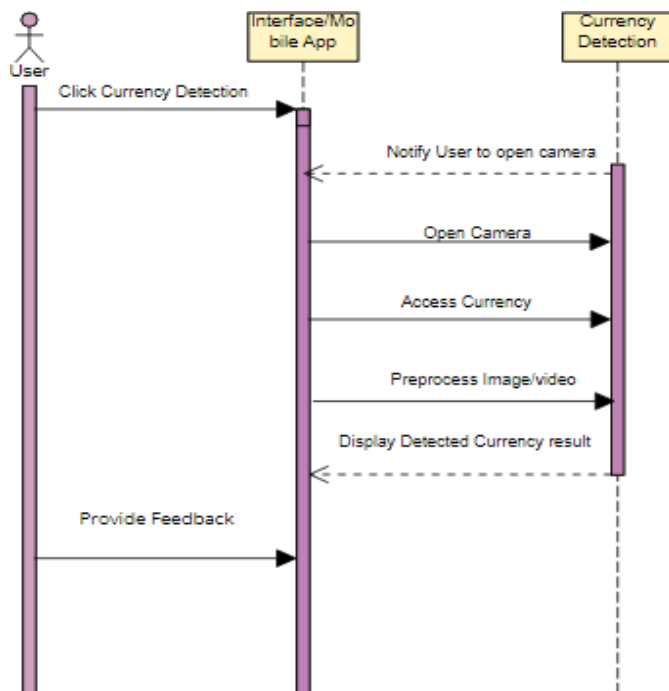 Interface/Mo
bile App
Currency
Detection
User
Click Currency Detection
Notify User to open camera
Open Camera
Access Currency
Preprocess Image/video
Display Detected Currency result
Provide Feedback